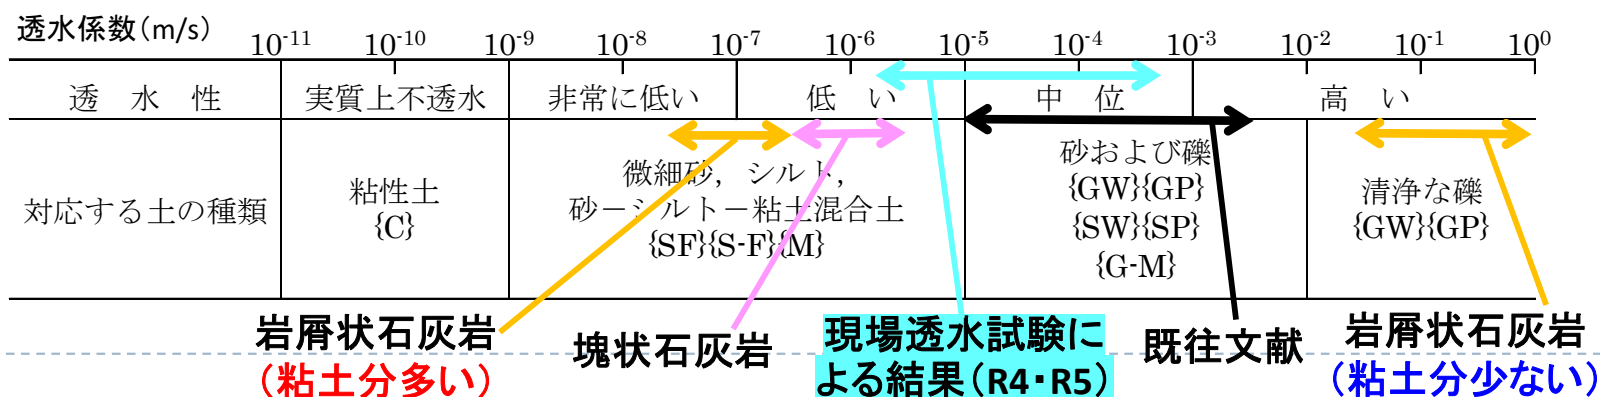 透水係数（m/s）
10-11 10-10 10-9 10-8 10-7 10-6 10-5 10-4 10-3 10-2 10-1 100
透 水 性 実質上不透水 非常に低い 低 い 中 位 高 い
対応する土の種類
粘性土
{C}
微細砂，シルト，
砂－シルト－粘土混合土
{SF}{S-F}{M}
砂および礫
{GW}{GP}
{SW}{SP}
{G-M}
清浄な礫
{GW}{GP}
岩屑状石灰岩
（粘土分多い）
塊状石灰岩
現場透水試験に
よる結果（R4・R5）
既往文献
岩屑状石灰岩
（粘土分少ない）